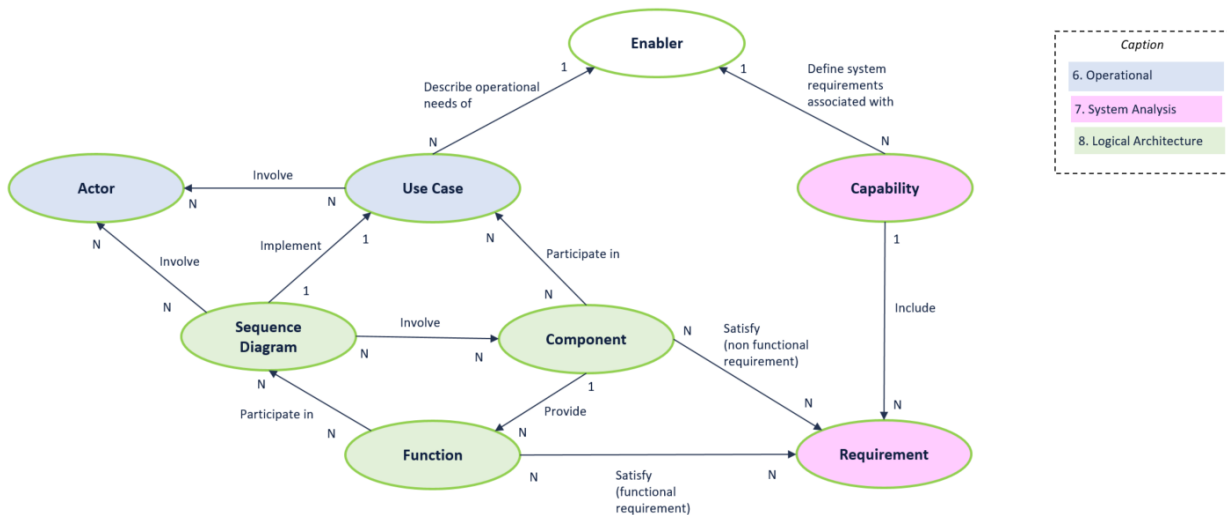 Enabler
Caption
6. Operational
7. System Analysis
8. Logical Architecture
1
1
Describe operational
needs of
Define system
requirements
associated with
N
N
Actor
Involve
N
N
Use Case
Capability
N
Implement
1
N
1
Involve
Participate in
N
1
N
Include
Sequence
Diagram
Involve
N
N
Component
N
Satisfy
(non functional
requirement)
N
1
Participate in
Provide
N
N
N
N
Function
Requirement
N
Satisfy
(functional
requirement)
N